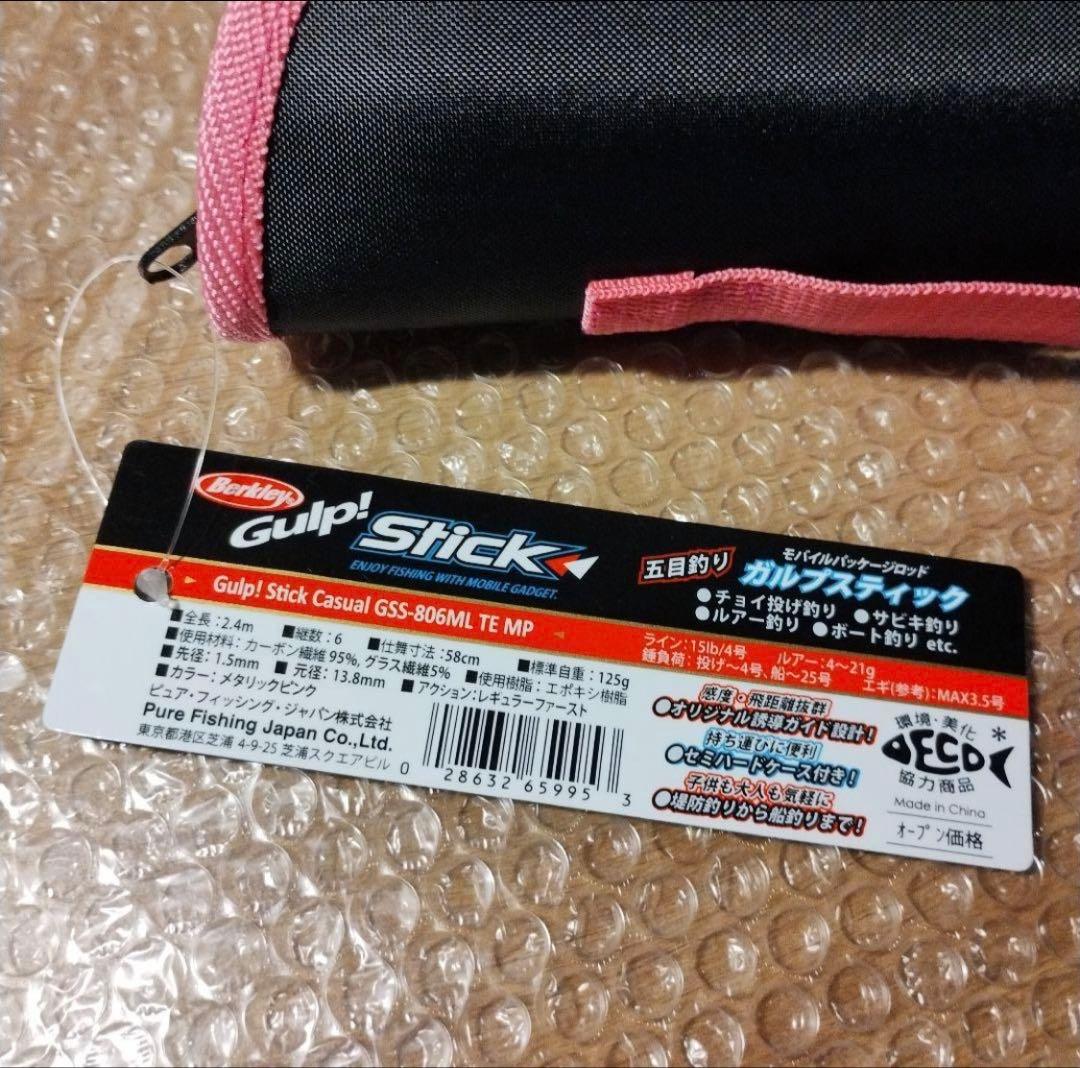 Berkley®
Gulp!
Stick
ENJOY FISHING WITH MOBILE GADGET.
モバイルパッケージロッド
五目釣り ガルプスティック
●チョイ投げ釣り ●サビキ釣り
●ルアー釣り ●ボート釣り etc.
Gulp! Stick Casual GSS-806ML TE MP
ライン:15lb/4号 ルアー:4〜21g
錘負荷: 投げ〜4号、船〜25号 エギ(参考):MAX3.5号
■全長:2.4m ■継数:6 ■仕舞寸法:58cm ■標準自重:125g
■使用材料:カーボン繊維95%, グラス繊維5% ■使用樹脂:エポキシ樹脂
■先径:1.5mm ■元径:13.8mm ■アクション:レギュラーファースト
■カラー:メタリックピンク
ピュア・フィッシング・ジャパン株式会社
Pure Fishing Japan Co.,Ltd.
東京都港区芝浦 4-9-25 芝浦スクエアビル
0 28632 65995 3
感度・飛距離抜群
●オリジナル誘導ガイド設計!
持ち運びに便利
●セミハードケース付き!
子供も大人も気軽に
●堤防釣りから船釣りまで!
環境・美化 *
ECO
協力商品
Made in China
オープン価格